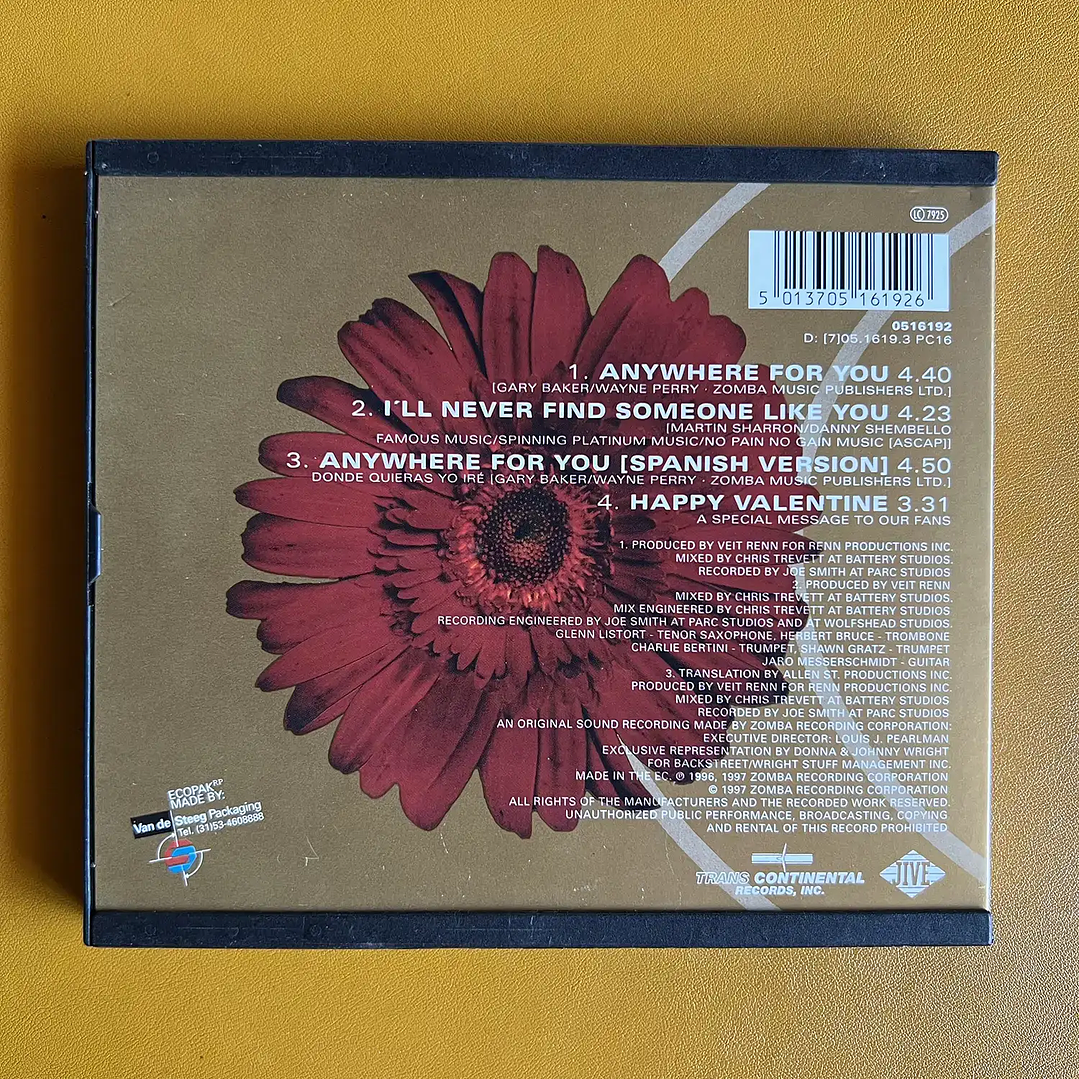 LC 7925
5 013705 161926
0516192
D: [7]05.1619.3 PC16
1. ANYWHERE FOR YOU 4.40
[GARY BAKER/WAYNE PERRY · ZOMBA MUSIC PUBLISHERS LTD.]
2. I´LL NEVER FIND SOMEONE LIKE YOU 4.23
[MARTIN SHARRON/DANNY SHEMBELLO
FAMOUS MUSIC/SPINNING PLATINUM MUSIC/NO PAIN NO GAIN MUSIC [ASCAP]]
3. ANYWHERE FOR YOU [SPANISH VERSION] 4.50
DONDE QUIERAS YO IRÉ [GARY BAKER/WAYNE PERRY · ZOMBA MUSIC PUBLISHERS LTD.]
4. HAPPY VALENTINE 3.31
A SPECIAL MESSAGE TO OUR FANS
1. PRODUCED BY VEIT RENN FOR RENN PRODUCTIONS INC.
MIXED BY CHRIS TREVETT AT BATTERY STUDIOS.
RECORDED BY JOE SMITH AT PARC STUDIOS
2. PRODUCED BY VEIT RENN
MIXED BY CHRIS TREVETT AT BATTERY STUDIOS.
MIX ENGINEERED BY CHRIS TREVETT AT BATTERY STUDIOS
RECORDING ENGINEERED BY JOE SMITH AT PARC STUDIOS AND AT WOLFSHEAD STUDIOS.
GLENN LISTORT - TENOR SAXOPHONE, HERBERT BRUCE - TROMBONE
CHARLIE BERTINI - TRUMPET, SHAWN GRATZ - TRUMPET
JARO MESSERSCHMIDT - GUITAR
3. TRANSLATION BY ALLEN ST. PRODUCTIONS INC.
PRODUCED BY VEIT RENN FOR RENN PRODUCTIONS INC.
MIXED BY CHRIS TREVETT AT BATTERY STUDIOS.
RECORDED BY JOE SMITH AT PARC STUDIOS
AN ORIGINAL SOUND RECORDING MADE BY ZOMBA RECORDING CORPORATION:
EXECUTIVE DIRECTOR: LOUIS J. PEARLMAN
EXCLUSIVE REPRESENTATION BY DONNA & JOHNNY WRIGHT
FOR BACKSTREET/WRIGHT STUFF MANAGEMENT INC.
MADE IN THE EC. ℗ 1996, 1997 ZOMBA RECORDING CORPORATION
© 1997 ZOMBA RECORDING CORPORATION
ALL RIGHTS OF THE MANUFACTURERS AND THE RECORDED WORK RESERVED.
UNAUTHORIZED PUBLIC PERFORMANCE, BROADCASTING, COPYING
AND RENTAL OF THIS RECORD PROHIBITED
ECOPAK RP
MADE BY:
Van de Steeg Packaging
Tel. (31)53-4608888
TRANS CONTINENTAL
RECORDS, INC.
JIVE